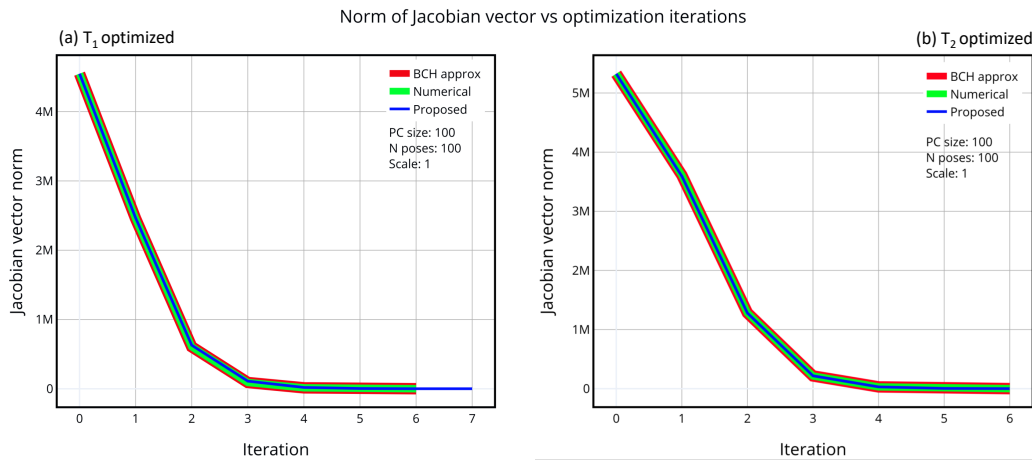 Norm of Jacobian vector vs optimization iterations
(a) T₁ optimized
BCH approx
Numerical
Proposed
PC size: 100
N poses: 100
Scale: 1
4M
3M
2M
1M
0
Jacobian vector norm
0 1 2 3 4 5 6 7
Iteration
(b) T₂ optimized
BCH approx
Numerical
Proposed
PC size: 100
N poses: 100
Scale: 1
5M
4M
3M
2M
1M
0
Jacobian vector norm
0 1 2 3 4 5 6
Iteration